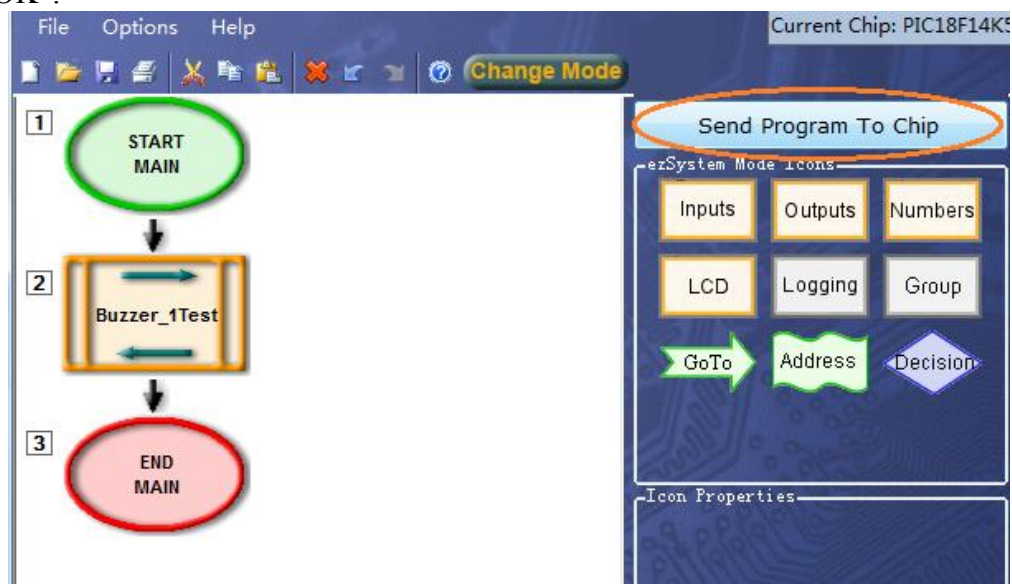 File Options Help
Current Chip: PIC18F14K5
Change Mode
Send Program To Chip
1
START
MAIN
2
Buzzer_1Test
3
END
MAIN
ezSystem Mode Icons
Inputs Outputs Numbers
LCD Logging Group
GoTo Address Decision
Icon Properties